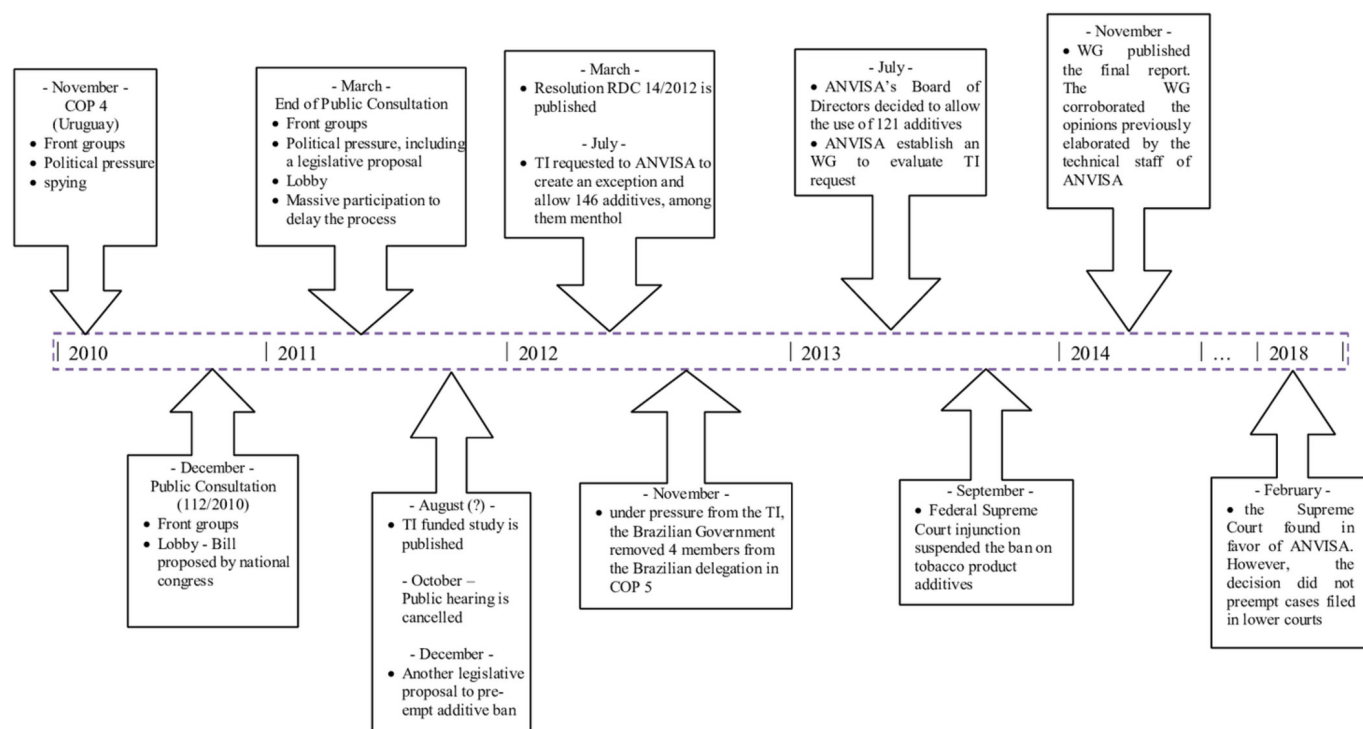 - November -
COP 4
(Uruguay)
• Front groups
• Political pressure
• spying
- March -
End of Public Consultation
• Front groups
• Political pressure, including
a legislative proposal
• Lobby
• Massive participation to
delay the process
- March -
• Resolution RDC 14/2012 is
published
- July -
• TI requested to ANVISA to
create an exception and
allow 146 additives, among
them menthol
- July -
• ANVISA's Board of
Directors decided to allow
the use of 121 additives
• ANVISA establish an
WG to evaluate TI
request
- November -
• WG published
the final report.
The WG
corroborated the
opinions previously
elaborated by the
technical staff of
ANVISA
| 2010 | 2011 | 2012 | 2013 | 2014 | ... | 2018 |
- December -
Public Consultation
(112/2010)
• Front groups
• Lobby - Bill
proposed by national
congress
- August (?) -
• TI funded study is
published
- October –
Public hearing is
cancelled
- December -
• Another legislative
proposal to pre-
empt additive ban
- November -
• under pressure from the TI,
the Brazilian Government
removed 4 members from
the Brazilian delegation in
COP 5
- September -
• Federal Supreme
Court injunction
suspended the ban on
tobacco product
additives
- February -
• the Supreme
Court found in
favor of ANVISA.
However, the
decision did not
preempt cases filed
in lower courts